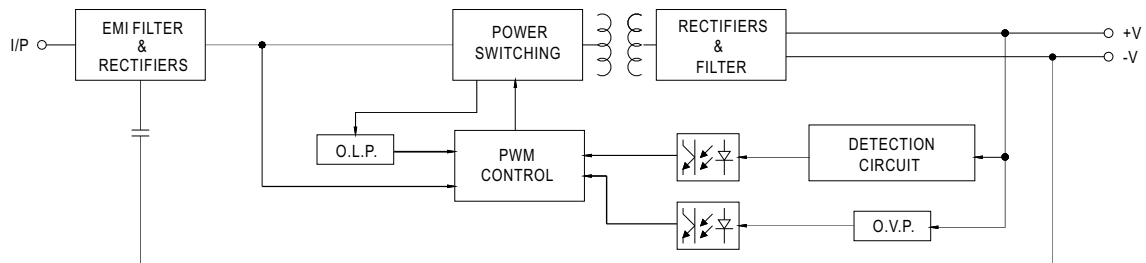 I/P
EMI FILTER
&
RECTIFIERS
POWER
SWITCHING
RECTIFIERS
&
FILTER
+V
-V
O.L.P.
PWM
CONTROL
DETECTION
CIRCUIT
O.V.P.